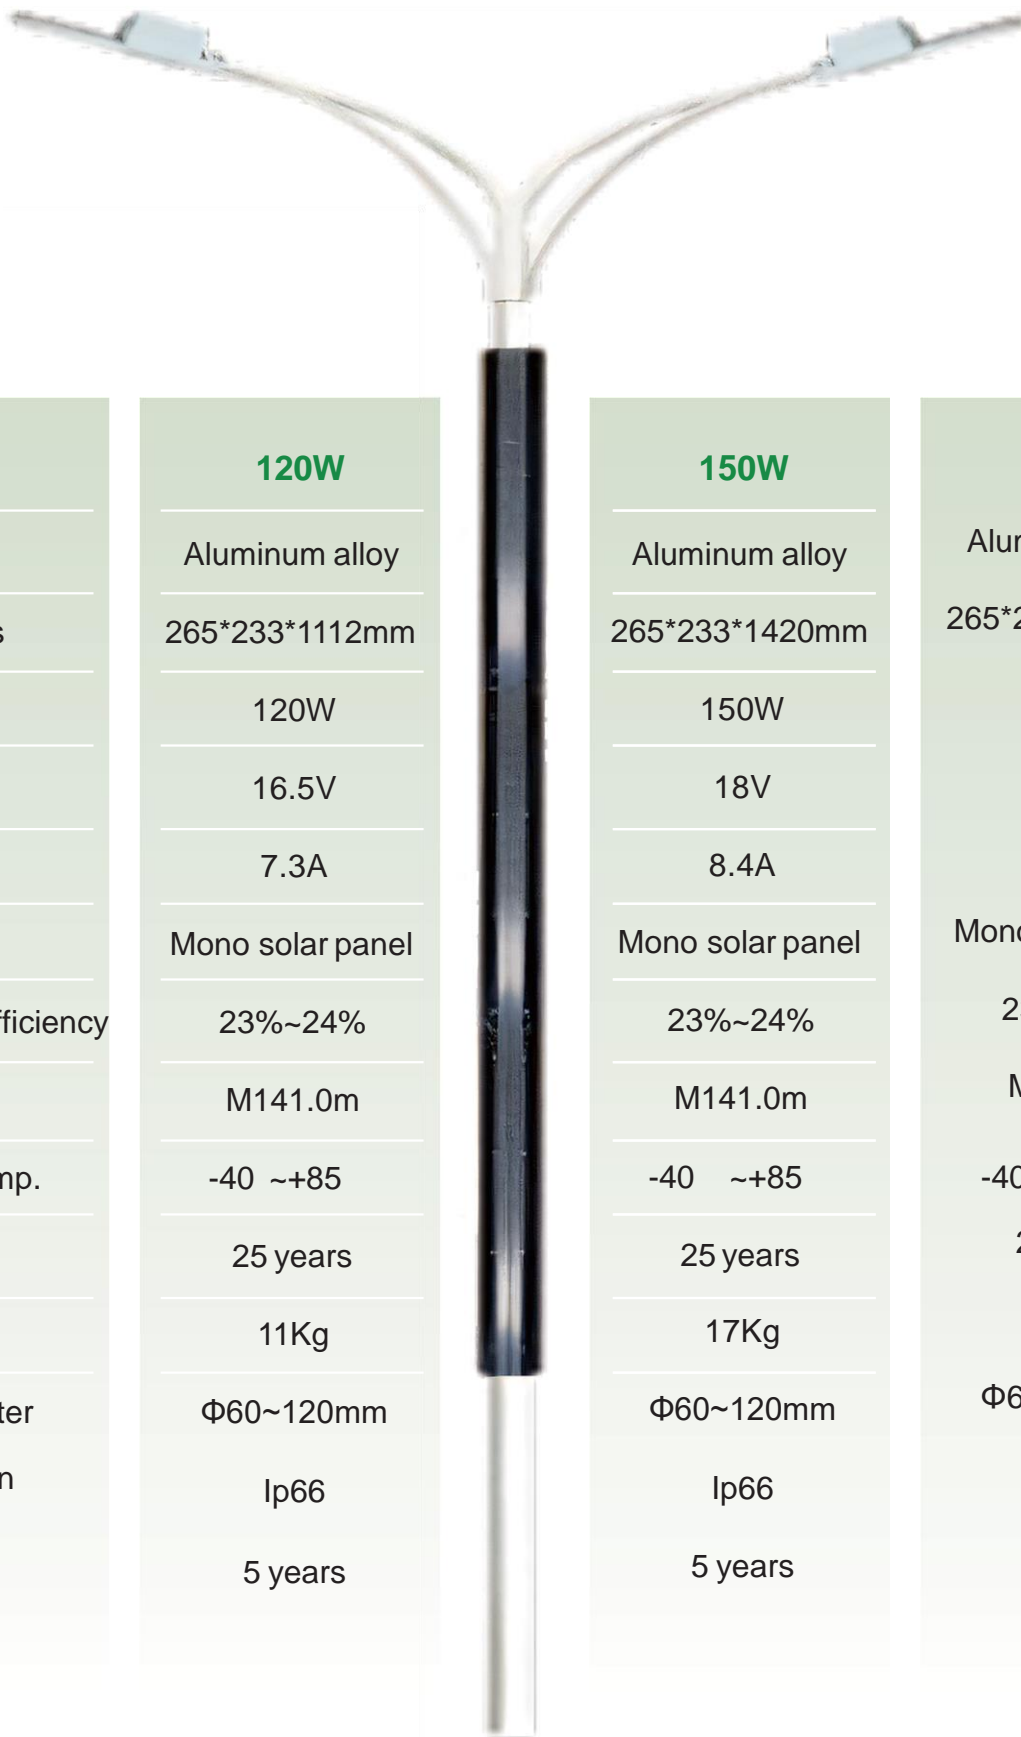 120W
Aluminum alloy
265*233*1112mm
120W
16.5V
7.3A
Mono solar panel
23%~24%
M141.0m
-40 ~+85
25 years
11Kg
Φ60~120mm
Ip66
5 years
150W
Aluminum alloy
265*233*1420mm
150W
18V
8.4A
Mono solar panel
23%~24%
M141.0m
-40 ~+85
25 years
17Kg
Φ60~120mm
Ip66
5 years